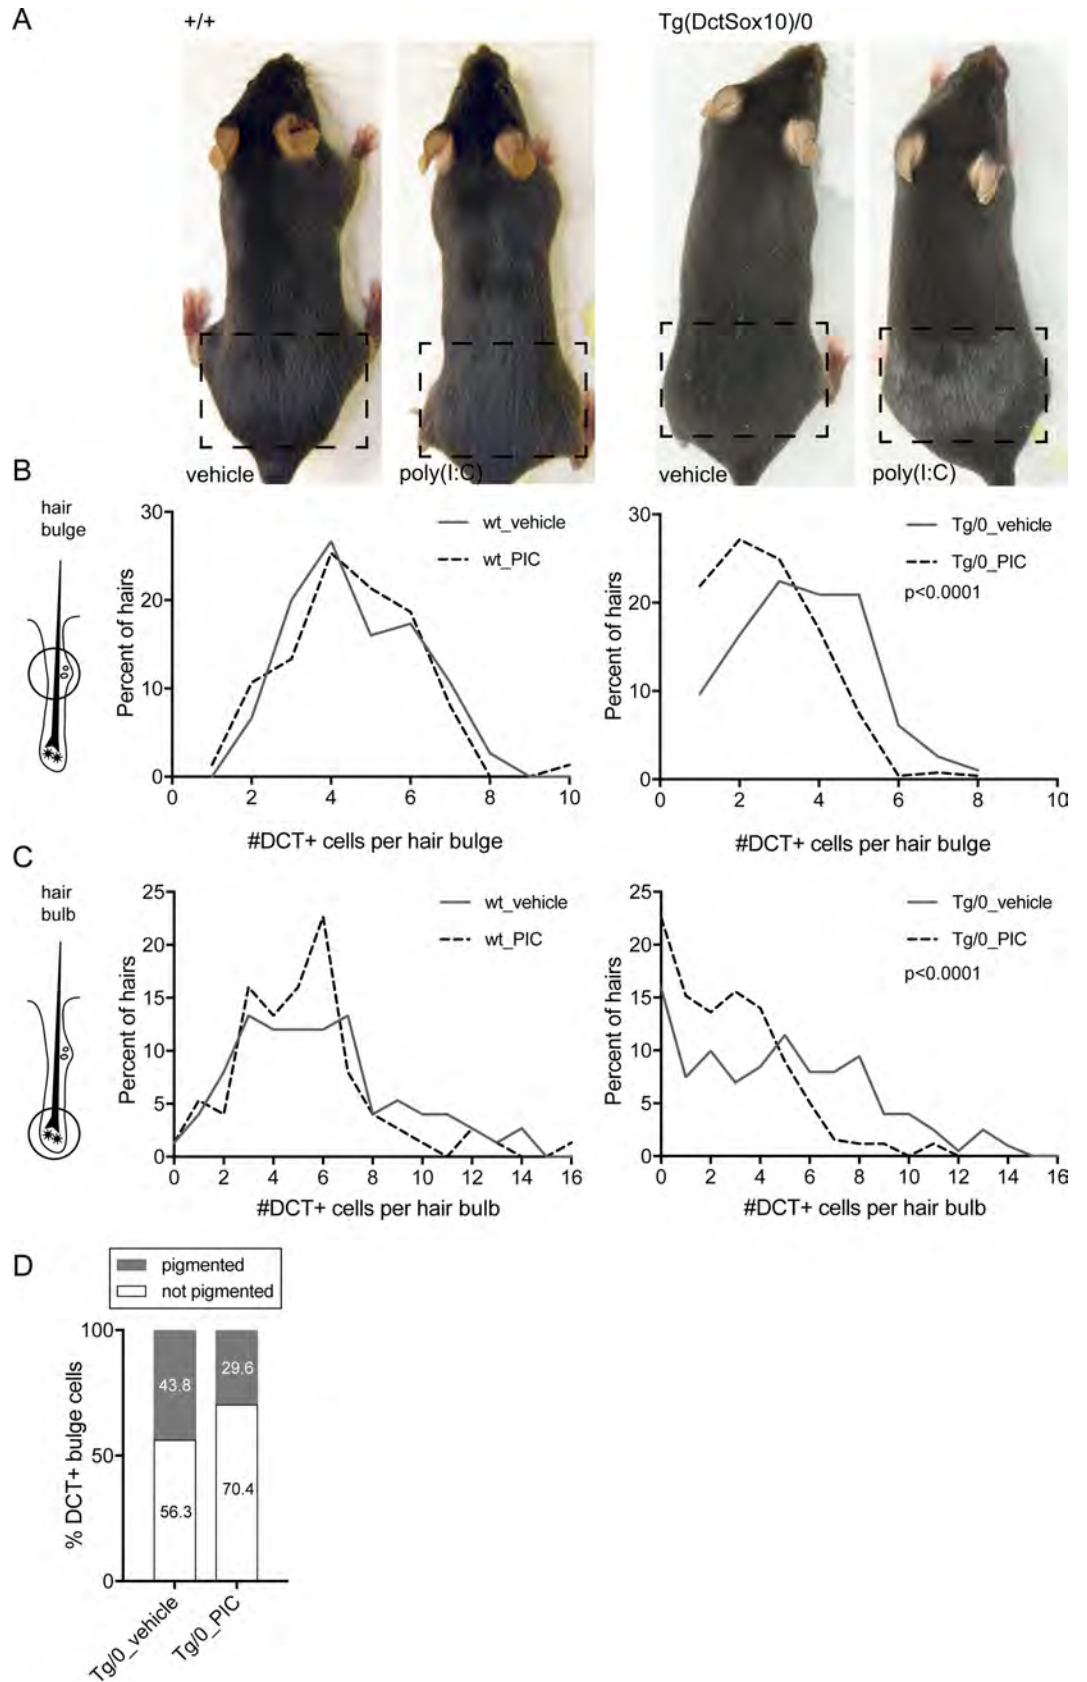 A
+/+
Tg(DctSox10)/0
vehicle
poly(I:C)
vehicle
poly(I:C)
B
hair
bulge
30
20
10
0
Percent of hairs
0 2 4 6 8 10
#DCT+ cells per hair bulge
wt_vehicle
wt_PIC
30
20
10
0
Percent of hairs
0 2 4 6 8 10
#DCT+ cells per hair bulge
Tg/0_vehicle
Tg/0_PIC
p<0.0001
C
hair
bulb
25
20
15
10
5
0
Percent of hairs
0 2 4 6 8 10 12 14 16
#DCT+ cells per hair bulb
wt_vehicle
wt_PIC
25
20
15
10
5
0
Percent of hairs
0 2 4 6 8 10 12 14 16
#DCT+ cells per hair bulb
Tg/0_vehicle
Tg/0_PIC
p<0.0001
D
pigmented
not pigmented
100
50
0
% DCT+ bulge cells
43.8
56.3
29.6
70.4
Tg/0_vehicle
Tg/0_PIC